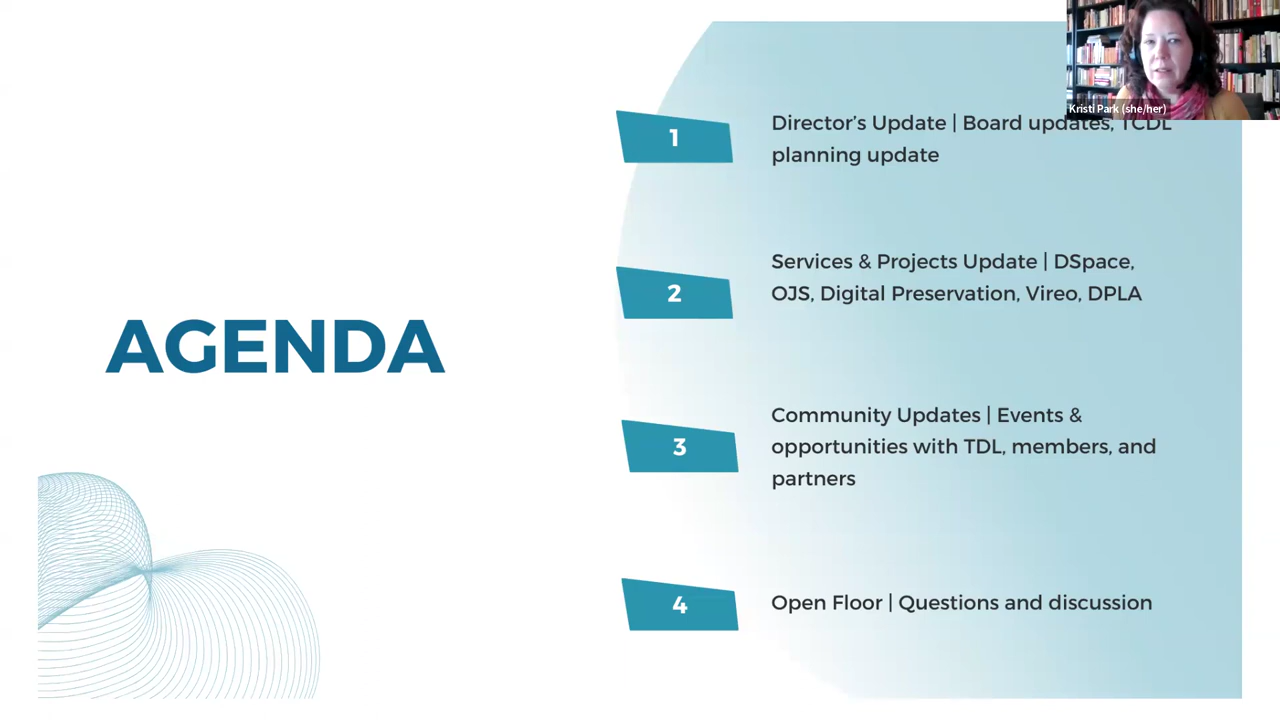 Kristi Park (she/her)
AGENDA
1
Director's Update | Board updates, TCDL
planning update
2
Services & Projects Update | DSpace,
OJS, Digital Preservation, Vireo, DPLA
3
Community Updates | Events &
opportunities with TDL, members, and
partners
4
Open Floor | Questions and discussion